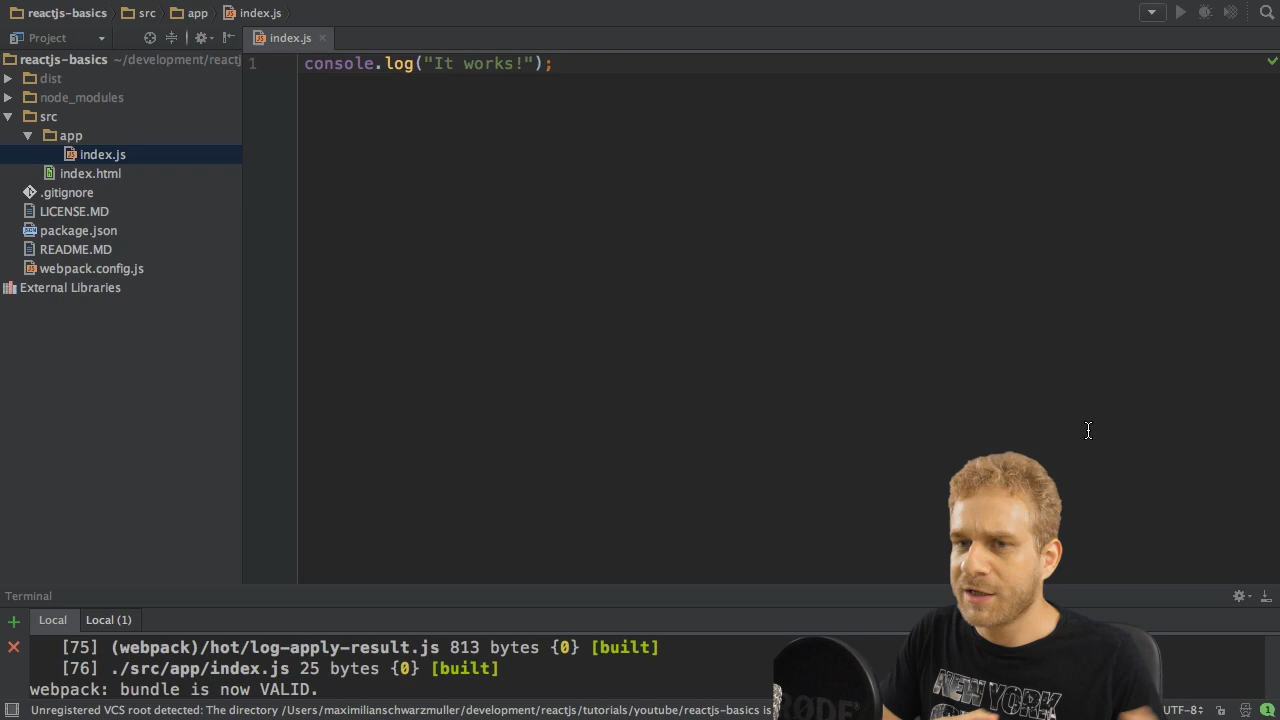 reactjs-basics src app index.js
Project
index.js
reactjs-basics ~/development/reactj
dist
node_modules
src
app
index.js
index.html
.gitignore
LICENSE.MD
package.json
README.MD
webpack.config.js
External Libraries
1 console.log("It works!");
Terminal
Local Local (1)
[75] (webpack)/hot/log-apply-result.js 813 bytes {0} [built]
[76] ./src/app/index.js 25 bytes {0} [built]
webpack: bundle is now VALID.
Unregistered VCS root detected: The directory /Users/maximilianschwarzmuller/development/reactjs/tutorials/youtube/reactjs-basics is
UTF-8
1
RØDE
NEW YORK